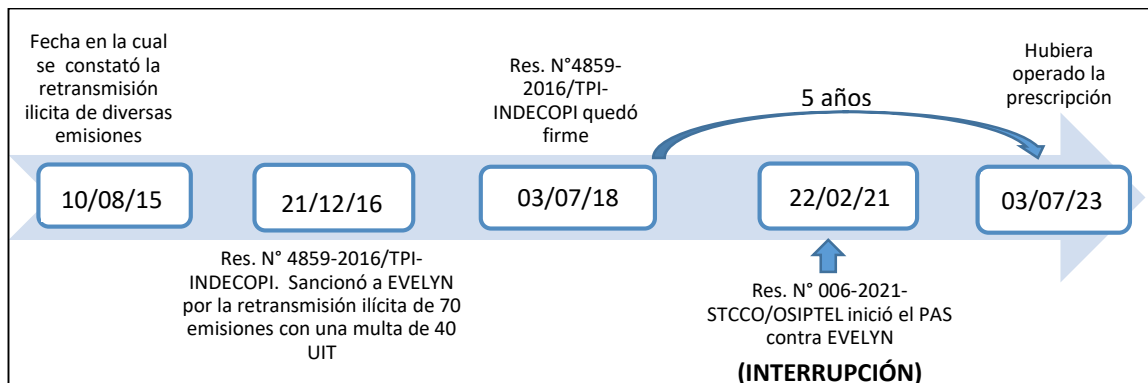 Fecha en la cual
se constató la
retransmisión
ilicita de diversas
emisiones
10/08/15
21/12/16
Res. N° 4859-2016/TPI-
INDECOPI. Sancionó a EVELYN
por la retransmisión ilícita de 70
emisiones con una multa de 40
UIT
Res. N°4859-
2016/TPI-
INDECOPI quedó
firme
03/07/18
5 años
22/02/21
Res. N° 006-2021-
STCCO/OSIPTEL inició el PAS
contra EVELYN
(INTERRUPCIÓN)
Hubiera
operado la
prescripción
03/07/23